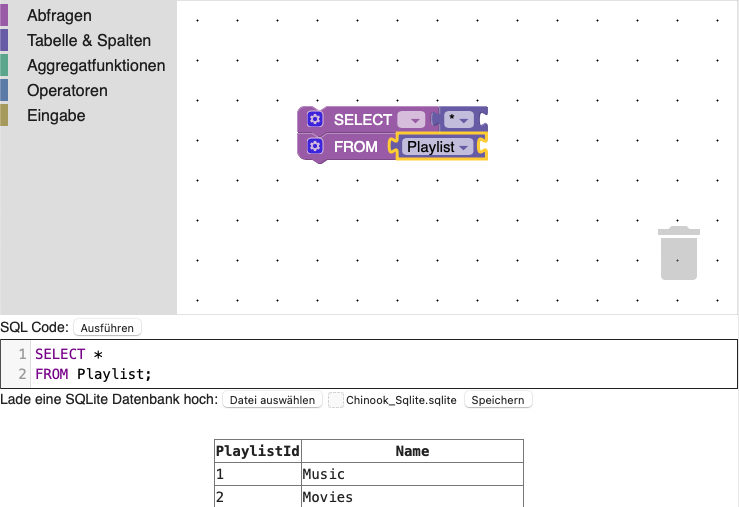 Abfragen
Tabelle & Spalten
Aggregatfunktionen
Operatoren
Eingabe
SELECT *
FROM Playlist
SQL Code: Ausführen
1 SELECT *
2 FROM Playlist;
Lade eine SQLite Datenbank hoch: Datei auswählen Chinook_Sqlite.sqlite Speichern
PlaylistId Name
1 Music
2 Movies